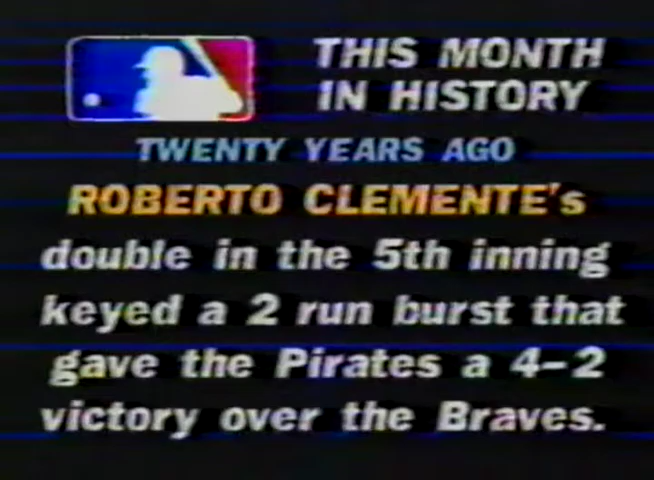 THIS MONTH
IN HISTORY
TWENTY YEARS AGO
ROBERTO CLEMENTE's
double in the 5th inning
keyed a 2 run burst that
gave the Pirates a 4-2
victory over the Braves.